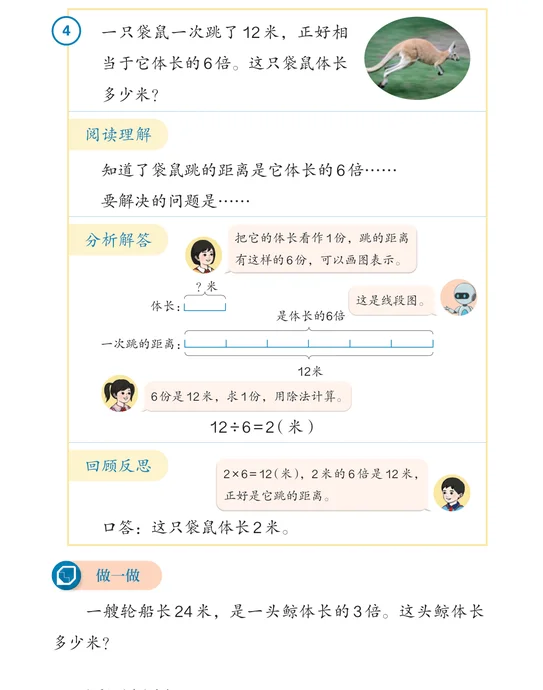 4
一只袋鼠一次跳了12米，正好相
当于它体长的6倍。这只袋鼠体长
多少米？
阅读理解
知道了袋鼠跳的距离是它体长的6倍……
要解决的问题是……
分析解答
把它的体长看作1份，跳的距离
有这样的6份，可以画图表示。
？米
这是线段图。
体长：
是体长的6倍
一次跳的距离：
12米
6份是12米，求1份，用除法计算。
12÷6=2（米）
回顾反思
2×6=12（米），2米的6倍是12米，
正好是它跳的距离。
口答：这只袋鼠体长2米。
做一做
一艘轮船长24米，是一头鲸体长的3倍。这头鲸体长
多少米？